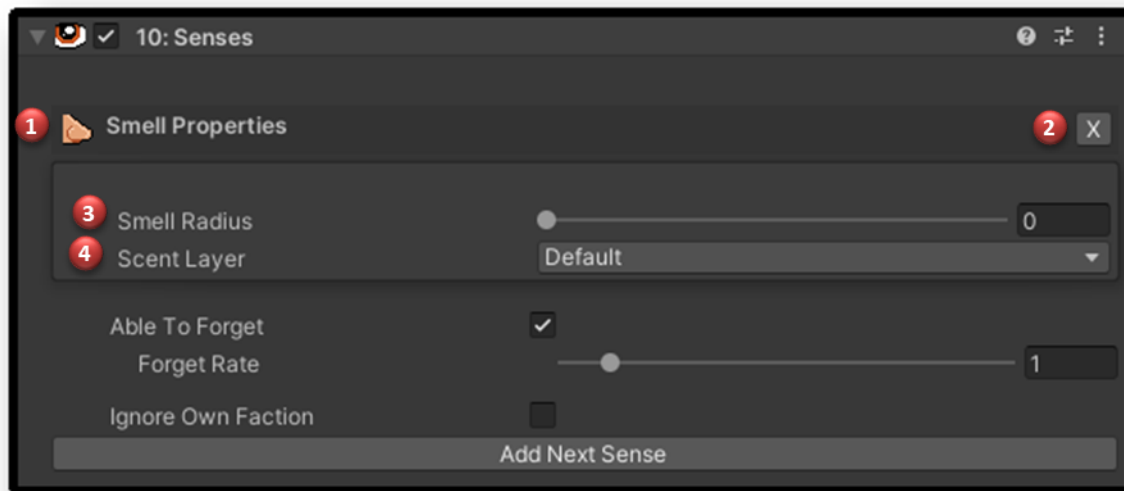 10: Senses
1 Smell Properties 2 X
3 Smell Radius 0
4 Scent Layer Default
Able To Forget
Forget Rate 1
Ignore Own Faction
Add Next Sense